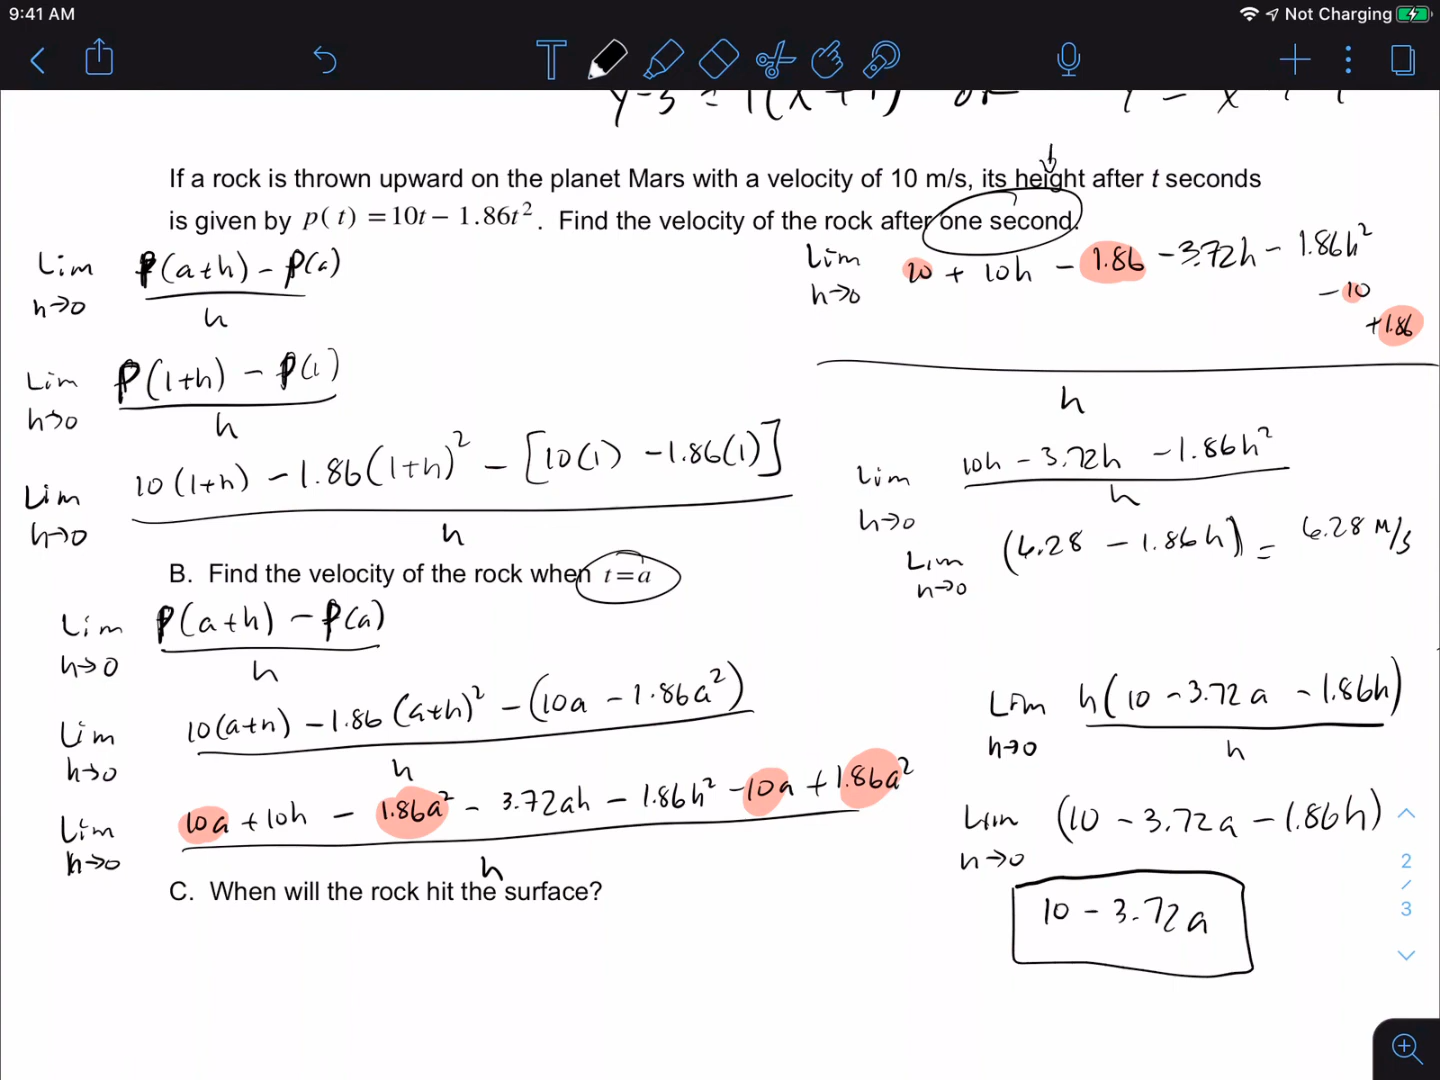 9:41 AM
Not Charging
T
y-3 = 1(x+1) or
If a rock is thrown upward on the planet Mars with a velocity of 10 m/s, its height after t seconds
is given by p( t ) = 10t − 1.86t². Find the velocity of the rock after one second.
Lim h→0 P(a+h) - P(a) / h
Lim h→0 P(1+h) - P(1) / h
Lim h→0 10(1+h) - 1.86(1+h)² - [10(1) - 1.86(1)] / h
Lim h→0 10 + 10h - 1.86 - 3.72h - 1.86h²
- 10
+ 1.86
h
Lim h→0 10h - 3.72h - 1.86h² / h
Lim h→0 (6.28 - 1.86h) = 6.28 M/s
B. Find the velocity of the rock when t = a
Lim h→0 P(a+h) - P(a) / h
Lim h→0 10(a+h) - 1.86(a+h)² - (10a - 1.86a²) / h
Lim h→0 10a + 10h - 1.86a² - 3.72ah - 1.86h² - 10a + 1.86a² / h
Lim h→0 h(10 - 3.72a - 1.86h) / h
Lim h→0 (10 - 3.72a - 1.86h)
10 - 3.72a
C. When will the rock hit the surface?
2
/
3